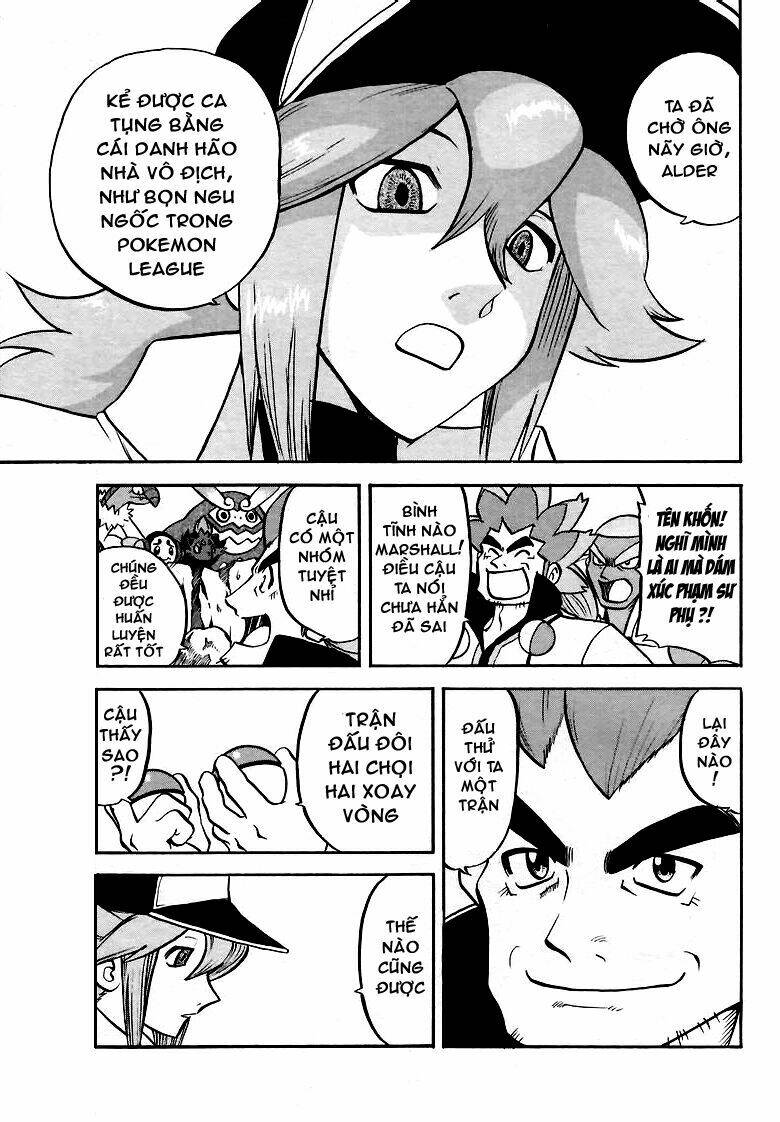 TA ĐÃ
CHỜ ÔNG
NÃY GIỜ,
ALDER
KẺ ĐƯỢC CA
TỤNG BẰNG
CÁI DANH HÃO
NHÀ VÔ ĐỊCH,
NHƯ BỌN NGU
NGỐC TRONG
POKEMON
LEAGUE
TÊN KHỐN!
NGHĨ MÌNH
LÀ AI MÀ DÁM
XÚC PHẠM SƯ
PHỤ ?!
BÌNH
TĨNH NÀO
MARSHALL!
ĐIỀU CẬU
TA NÓI
CHƯA HẲN
ĐÃ SAI
CẬU
CÓ MỘT
NHÓM
TUYỆT
NHỈ
CHÚNG
ĐỀU
ĐƯỢC
HUẤN
LUYỆN
RẤT TỐT
LẠI
ĐÂY
NÀO
!
ĐẤU
THỬ
VỚI TA
MỘT
TRẬN
TRẬN
ĐẤU ĐÔI
HAI CHỌI
HAI XOAY
VÒNG
CẬU
THẤY
SAO
?!
THẾ
NÀO
CŨNG
ĐƯỢC